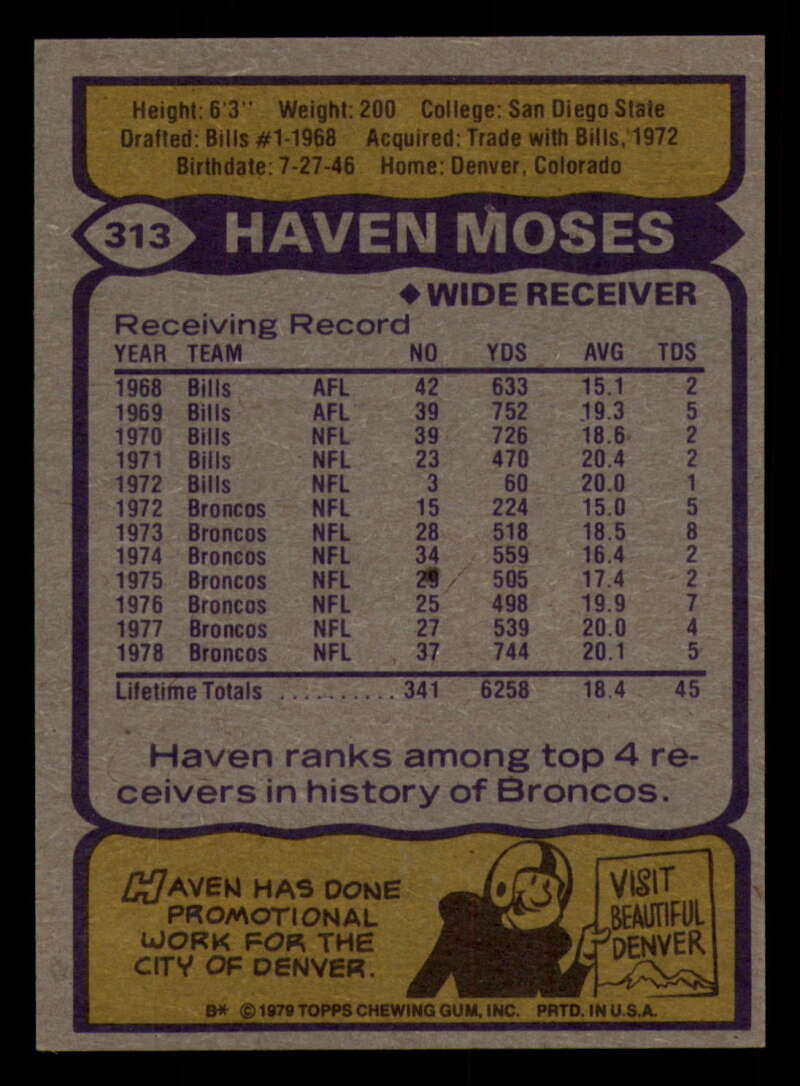 Height: 6'3" Weight: 200 College: San Diego State
Drafted: Bills #1-1968 Acquired: Trade with Bills, 1972
Birthdate: 7-27-46 Home: Denver, Colorado
313 HAVEN MOSES
◆ WIDE RECEIVER
Receiving Record
YEAR TEAM NO YDS AVG TDS
1968 Bills AFL 42 633 15.1 2
1969 Bills AFL 39 752 19.3 5
1970 Bills NFL 39 726 18.6 2
1971 Bills NFL 23 470 20.4 2
1972 Bills NFL 3 60 20.0 1
1972 Broncos NFL 15 224 15.0 5
1973 Broncos NFL 28 518 18.5 8
1974 Broncos NFL 34 559 16.4 2
1975 Broncos NFL 29 505 17.4 2
1976 Broncos NFL 25 498 19.9 7
1977 Broncos NFL 27 539 20.0 4
1978 Broncos NFL 37 744 20.1 5
Lifetime Totals .......... 341 6258 18.4 45
Haven ranks among top 4 re-
ceivers in history of Broncos.
HAVEN HAS DONE
PROMOTIONAL
WORK FOR THE
CITY OF DENVER.
VISIT
BEAUTIFUL
DENVER
B* © 1979 TOPPS CHEWING GUM, INC. PRTD. IN U.S.A.